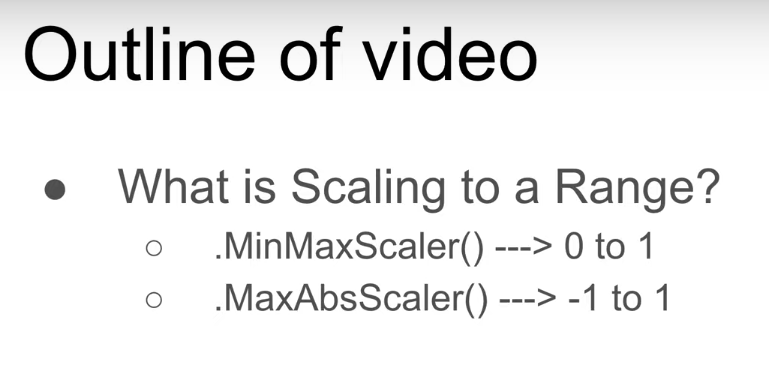 Outline of video
● What is Scaling to a Range?
○ .MinMaxScaler() ---> 0 to 1
○ .MaxAbsScaler() ---> -1 to 1